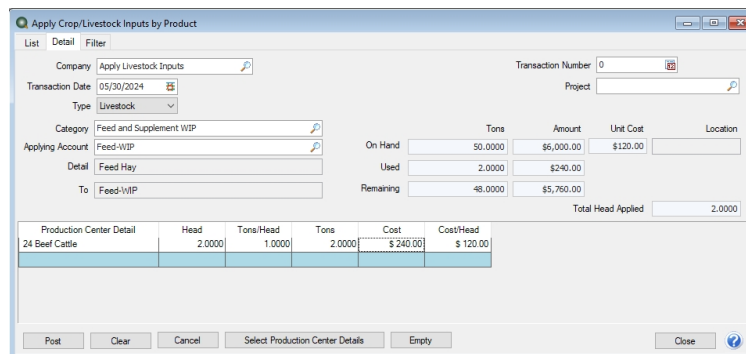 Apply Crop/Livestock Inputs by Product
List Detail Filter
Company Apply Livestock Inputs Transaction Number 0
Transaction Date 05/30/2024 Project
Type Livestock
Category Feed and Supplement WIP Tons Amount Unit Cost Location
Applying Account Feed-WIP On Hand 50.0000 $6,000.00 $120.00
Detail Feed Hay Used 2.0000 $240.00
To Feed-WIP Remaining 48.0000 $5,760.00
Total Head Applied 2.0000
Production Center Detail Head Tons/Head Tons Cost Cost/Head
24 Beef Cattle 2.0000 1.0000 2.0000 $ 240.00 $ 120.00
Post Clear Cancel Select Production Center Details Empty Close ?